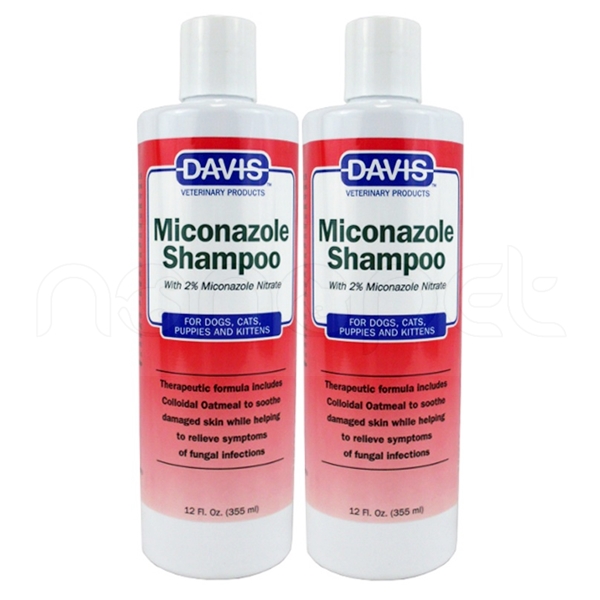 DAVIS
VETERINARY PRODUCTS
Miconazole
Shampoo
With 2% Miconazole Nitrate
FOR DOGS, CATS,
PUPPIES AND KITTENS
Therapeutic formula includes
Colloidal Oatmeal to soothe
damaged skin while helping
to relieve symptoms
of fungal infections
12 Fl. Oz. (355 ml)
DAVIS
VETERINARY PRODUCTS
Miconazole
Shampoo
With 2% Miconazole Nitrate
FOR DOGS, CATS,
PUPPIES AND KITTENS
Therapeutic formula includes
Colloidal Oatmeal to soothe
damaged skin while helping
to relieve symptoms
of fungal infections
12 Fl. Oz. (355 ml)